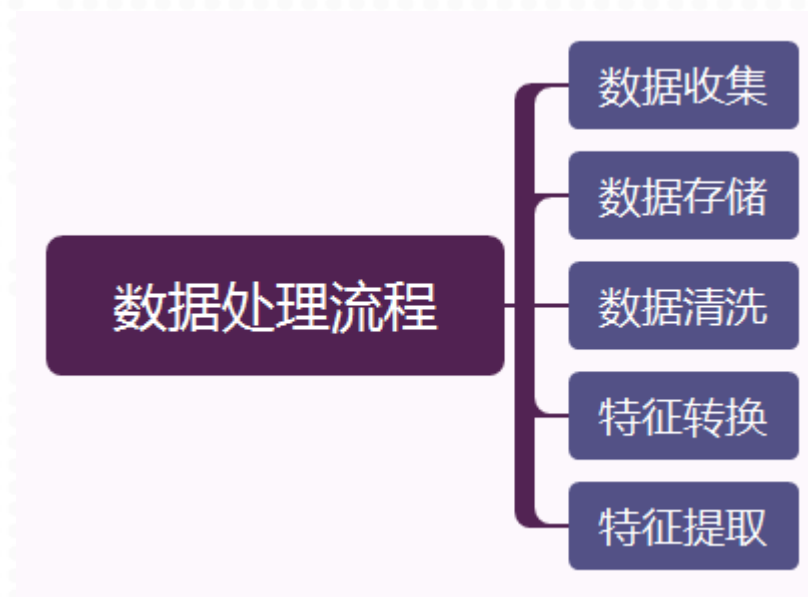 数据处理流程
数据收集
数据存储
数据清洗
特征转换
特征提取